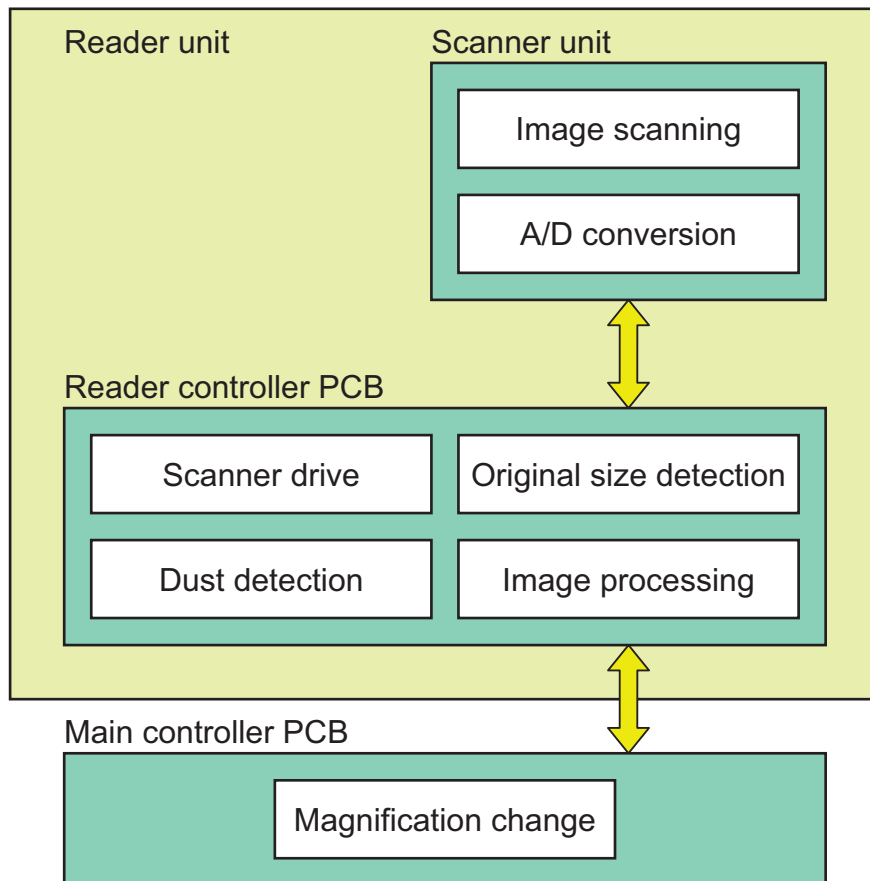 Reader unit
Scanner unit
Image scanning
A/D conversion
Reader controller PCB
Scanner drive
Original size detection
Dust detection
Image processing
Main controller PCB
Magnification change